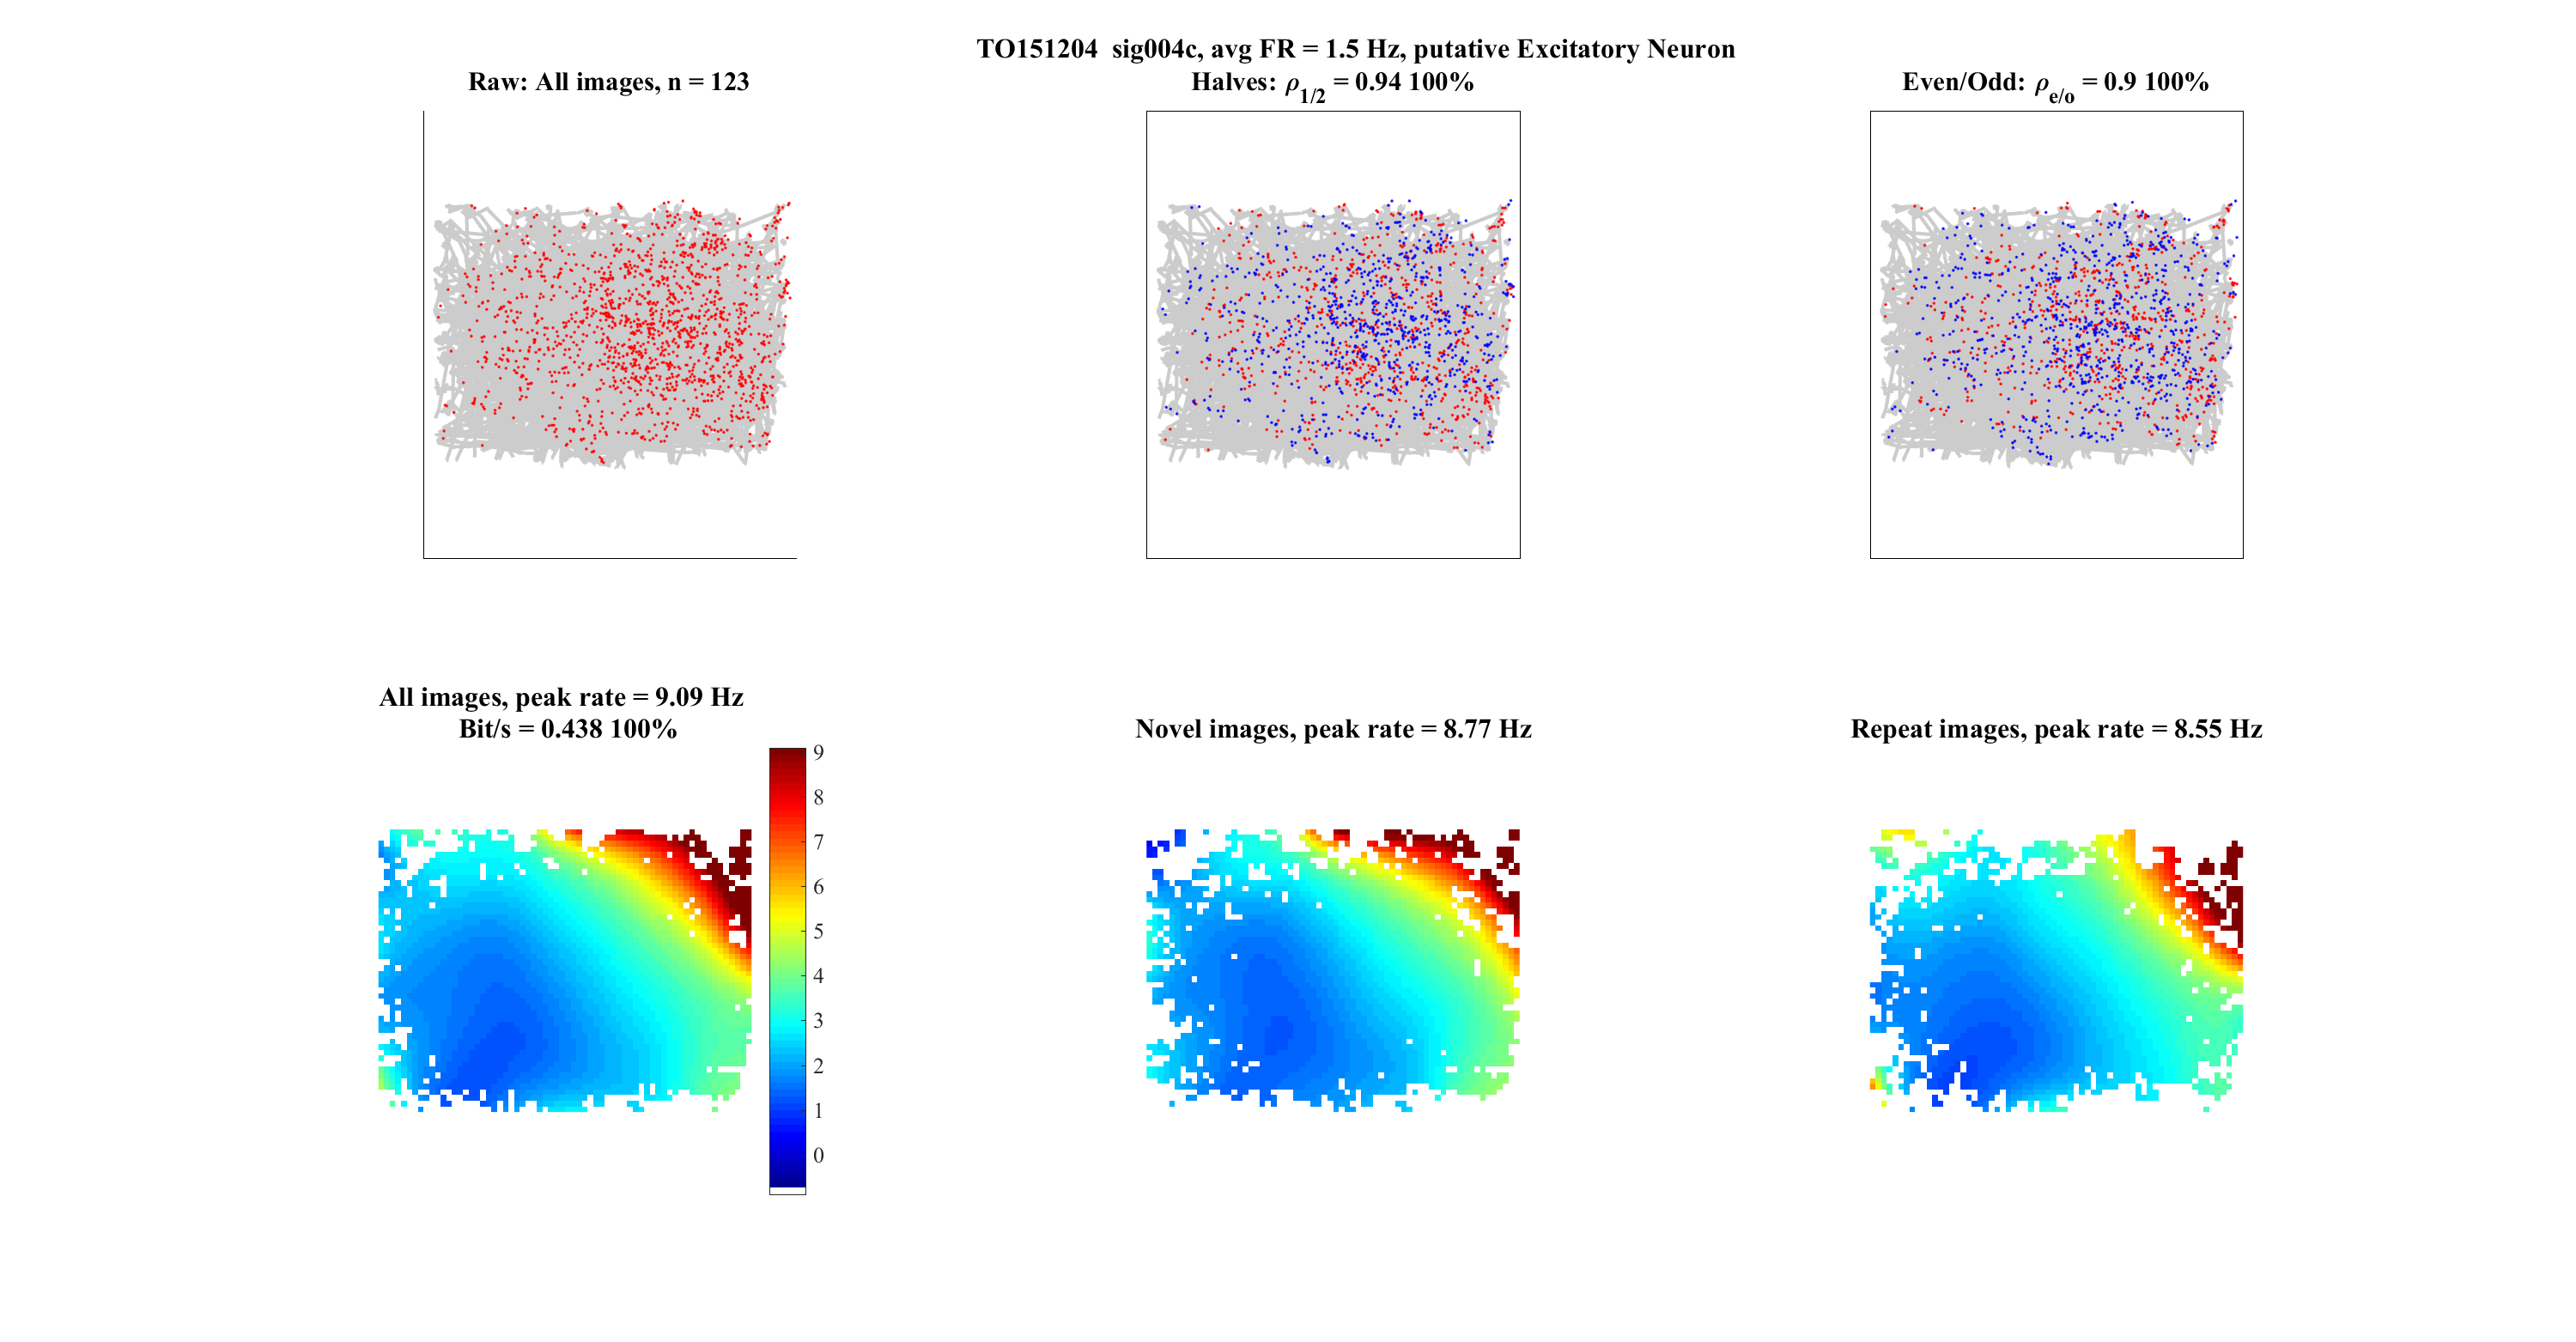 TO151204  sig004c, avg FR = 1.5 Hz, putative Excitatory Neuron
Raw: All images, n = 123
Halves: ρ1/2 = 0.94 100%
Even/Odd: ρe/o = 0.9 100%
All images, peak rate = 9.09 Hz
Bit/s = 0.438 100%
Novel images, peak rate = 8.77 Hz
Repeat images, peak rate = 8.55 Hz
9
8
7
6
5
4
3
2
1
0